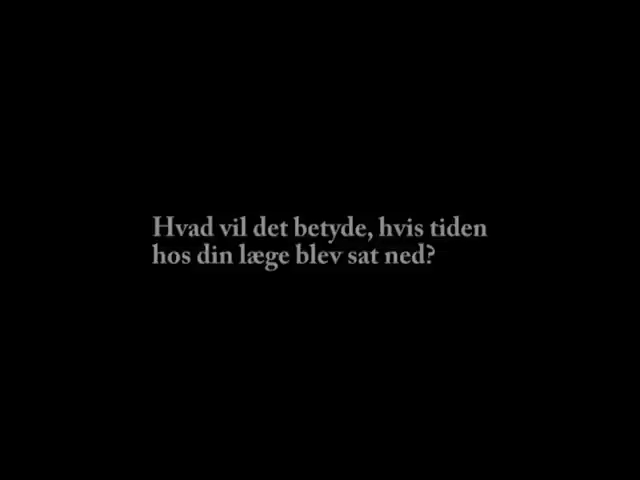 Hvad vil det betyde, hvis tiden
hos din læge blev sat ned?